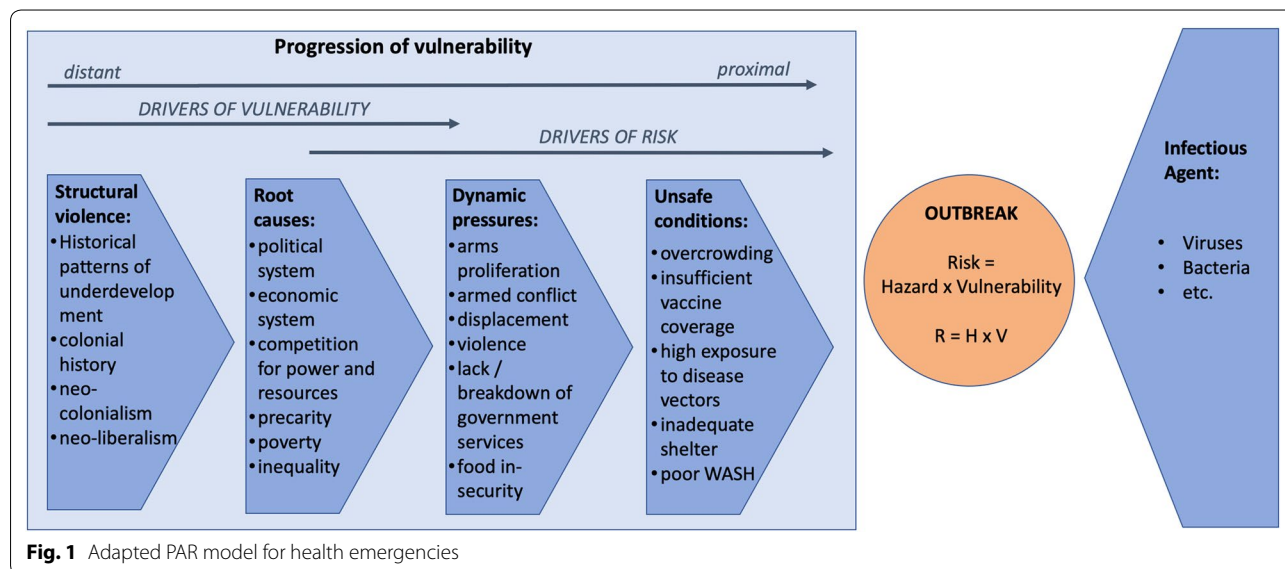 Progression of vulnerability
distant
proximal
DRIVERS OF VULNERABILITY
DRIVERS OF RISK
Structural violence:
• Historical
patterns of
underdevelop
ment
• colonial
history
• neo-
colonialism
• neo-liberalism
Root
causes:
• political
system
• economic
system
• competition
for power and
resources
• precarity
• poverty
• inequality
Dynamic
pressures:
• arms
proliferation
• armed conflict
• displacement
• violence
• lack /
breakdown of
government
services
• food in-
security
Unsafe
conditions:
• overcrowding
• insufficient
vaccine
coverage
• high exposure
to disease
vectors
• inadequate
shelter
• poor WASH
OUTBREAK
Risk =
Hazard x Vulnerability
R = H x V
Infectious
Agent:
• Viruses
• Bacteria
• etc.
Fig. 1 Adapted PAR model for health emergencies